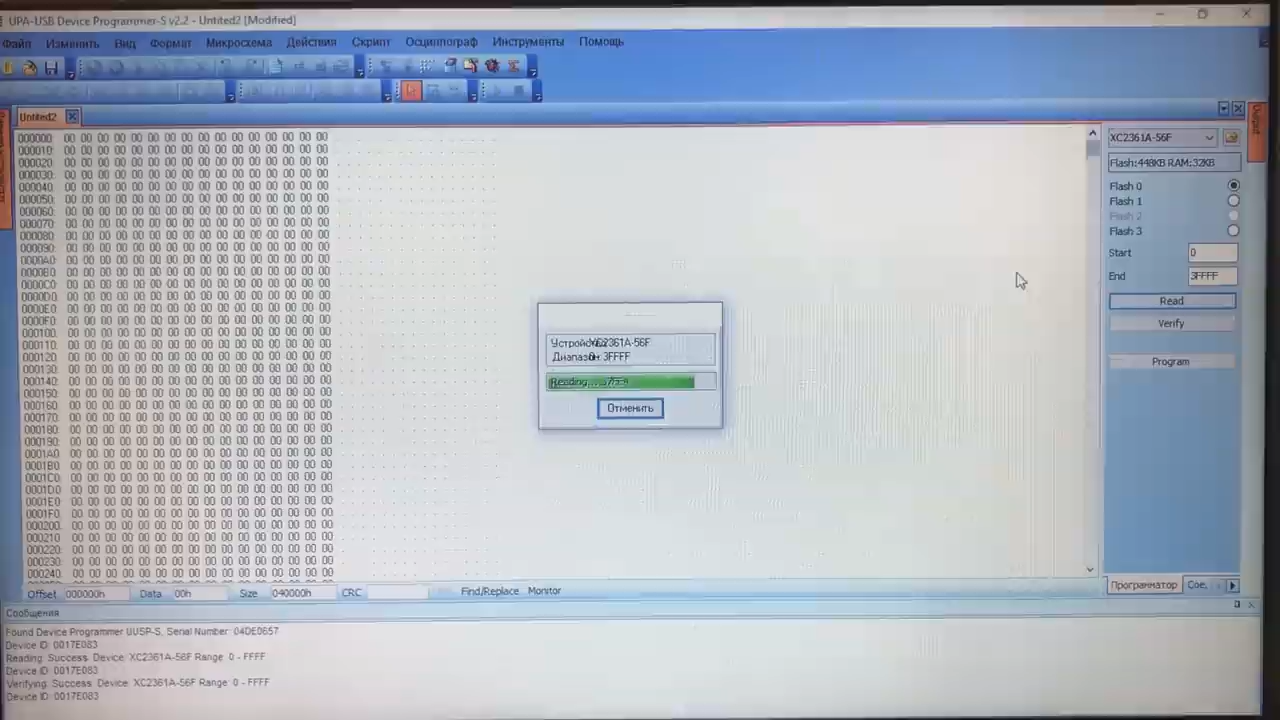 UPA-USB Device Programmer-S v2.2 - Untitled2 [Modified]
Файл Изменить Вид Формат Микросхема Действия Скрипт Осциллограф Инструменты Помощь
Untitled2
Output
XC2361A-56F
Flash:448KB RAM:32KB
Flash 0
Flash 1
Flash 2
Flash 3
Start 0
End 3FFFF
Read
Verify
Program
000000: 00 00 00 00 00 00 00 00 00 00 00 00 00 00 00 00
000010: 00 00 00 00 00 00 00 00 00 00 00 00 00 00 00 00
000020: 00 00 00 00 00 00 00 00 00 00 00 00 00 00 00 00
000030: 00 00 00 00 00 00 00 00 00 00 00 00 00 00 00 00
000040: 00 00 00 00 00 00 00 00 00 00 00 00 00 00 00 00
000050: 00 00 00 00 00 00 00 00 00 00 00 00 00 00 00 00
000060: 00 00 00 00 00 00 00 00 00 00 00 00 00 00 00 00
000070: 00 00 00 00 00 00 00 00 00 00 00 00 00 00 00 00
000080: 00 00 00 00 00 00 00 00 00 00 00 00 00 00 00 00
000090: 00 00 00 00 00 00 00 00 00 00 00 00 00 00 00 00
0000A0: 00 00 00 00 00 00 00 00 00 00 00 00 00 00 00 00
0000B0: 00 00 00 00 00 00 00 00 00 00 00 00 00 00 00 00
0000C0: 00 00 00 00 00 00 00 00 00 00 00 00 00 00 00 00
0000D0: 00 00 00 00 00 00 00 00 00 00 00 00 00 00 00 00
0000E0: 00 00 00 00 00 00 00 00 00 00 00 00 00 00 00 00
0000F0: 00 00 00 00 00 00 00 00 00 00 00 00 00 00 00 00
000100: 00 00 00 00 00 00 00 00 00 00 00 00 00 00 00 00
000110: 00 00 00 00 00 00 00 00 00 00 00 00 00 00 00 00
000120: 00 00 00 00 00 00 00 00 00 00 00 00 00 00 00 00
000130: 00 00 00 00 00 00 00 00 00 00 00 00 00 00 00 00
000140: 00 00 00 00 00 00 00 00 00 00 00 00 00 00 00 00
000150: 00 00 00 00 00 00 00 00 00 00 00 00 00 00 00 00
000160: 00 00 00 00 00 00 00 00 00 00 00 00 00 00 00 00
000170: 00 00 00 00 00 00 00 00 00 00 00 00 00 00 00 00
000180: 00 00 00 00 00 00 00 00 00 00 00 00 00 00 00 00
000190: 00 00 00 00 00 00 00 00 00 00 00 00 00 00 00 00
0001A0: 00 00 00 00 00 00 00 00 00 00 00 00 00 00 00 00
0001B0: 00 00 00 00 00 00 00 00 00 00 00 00 00 00 00 00
0001C0: 00 00 00 00 00 00 00 00 00 00 00 00 00 00 00 00
0001D0: 00 00 00 00 00 00 00 00 00 00 00 00 00 00 00 00
0001E0: 00 00 00 00 00 00 00 00 00 00 00 00 00 00 00 00
0001F0: 00 00 00 00 00 00 00 00 00 00 00 00 00 00 00 00
000200: 00 00 00 00 00 00 00 00 00 00 00 00 00 00 00 00
000210: 00 00 00 00 00 00 00 00 00 00 00 00 00 00 00 00
000220: 00 00 00 00 00 00 00 00 00 00 00 00 00 00 00 00
000230: 00 00 00 00 00 00 00 00 00 00 00 00 00 00 00 00
000240: 00 00 00 00 00 00 00 00 00 00 00 00 00 00 00 00
Устройство XC2361A-56F
Диапазон: 3FFFF
Reading...
Отменить
Программатор Сое,
Offset 000000h Data 00h Size 040000h CRC Find/Replace Monitor
Сообщения
Found Device Programmer UUSP-S, Serial Number: 04DE0657
Device ID: 0017E083
Reading: Success. Device: XC2361A-56F Range: 0 - FFFF
Device ID: 0017E083
Verifying: Success. Device: XC2361A-56F Range: 0 - FFFF
Device ID: 0017E083